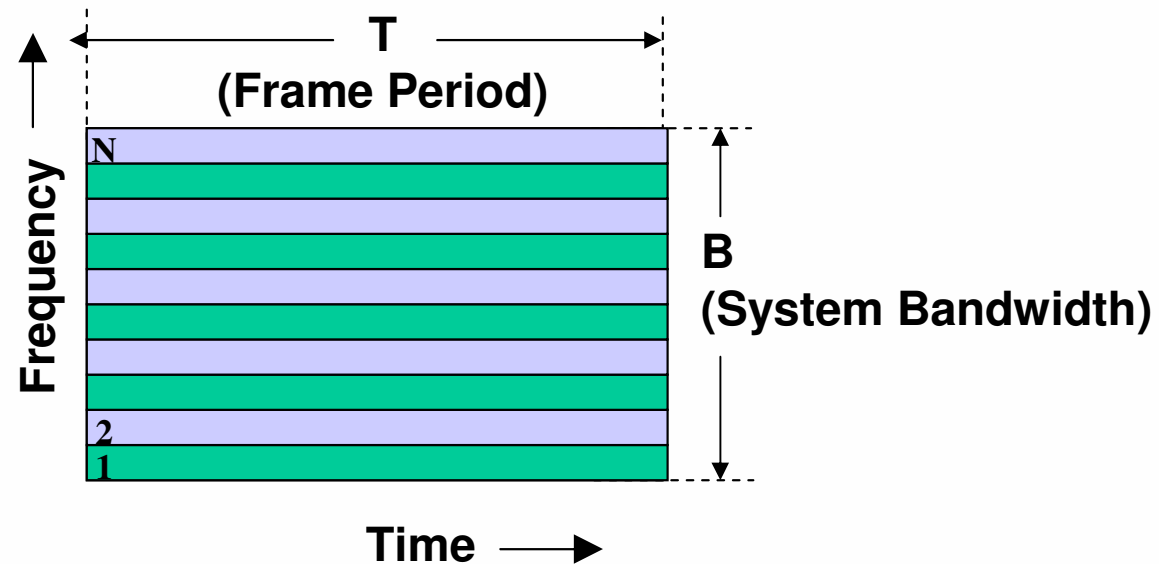 T
(Frame Period)
Frequency
N
B
(System Bandwidth)
2
1
Time